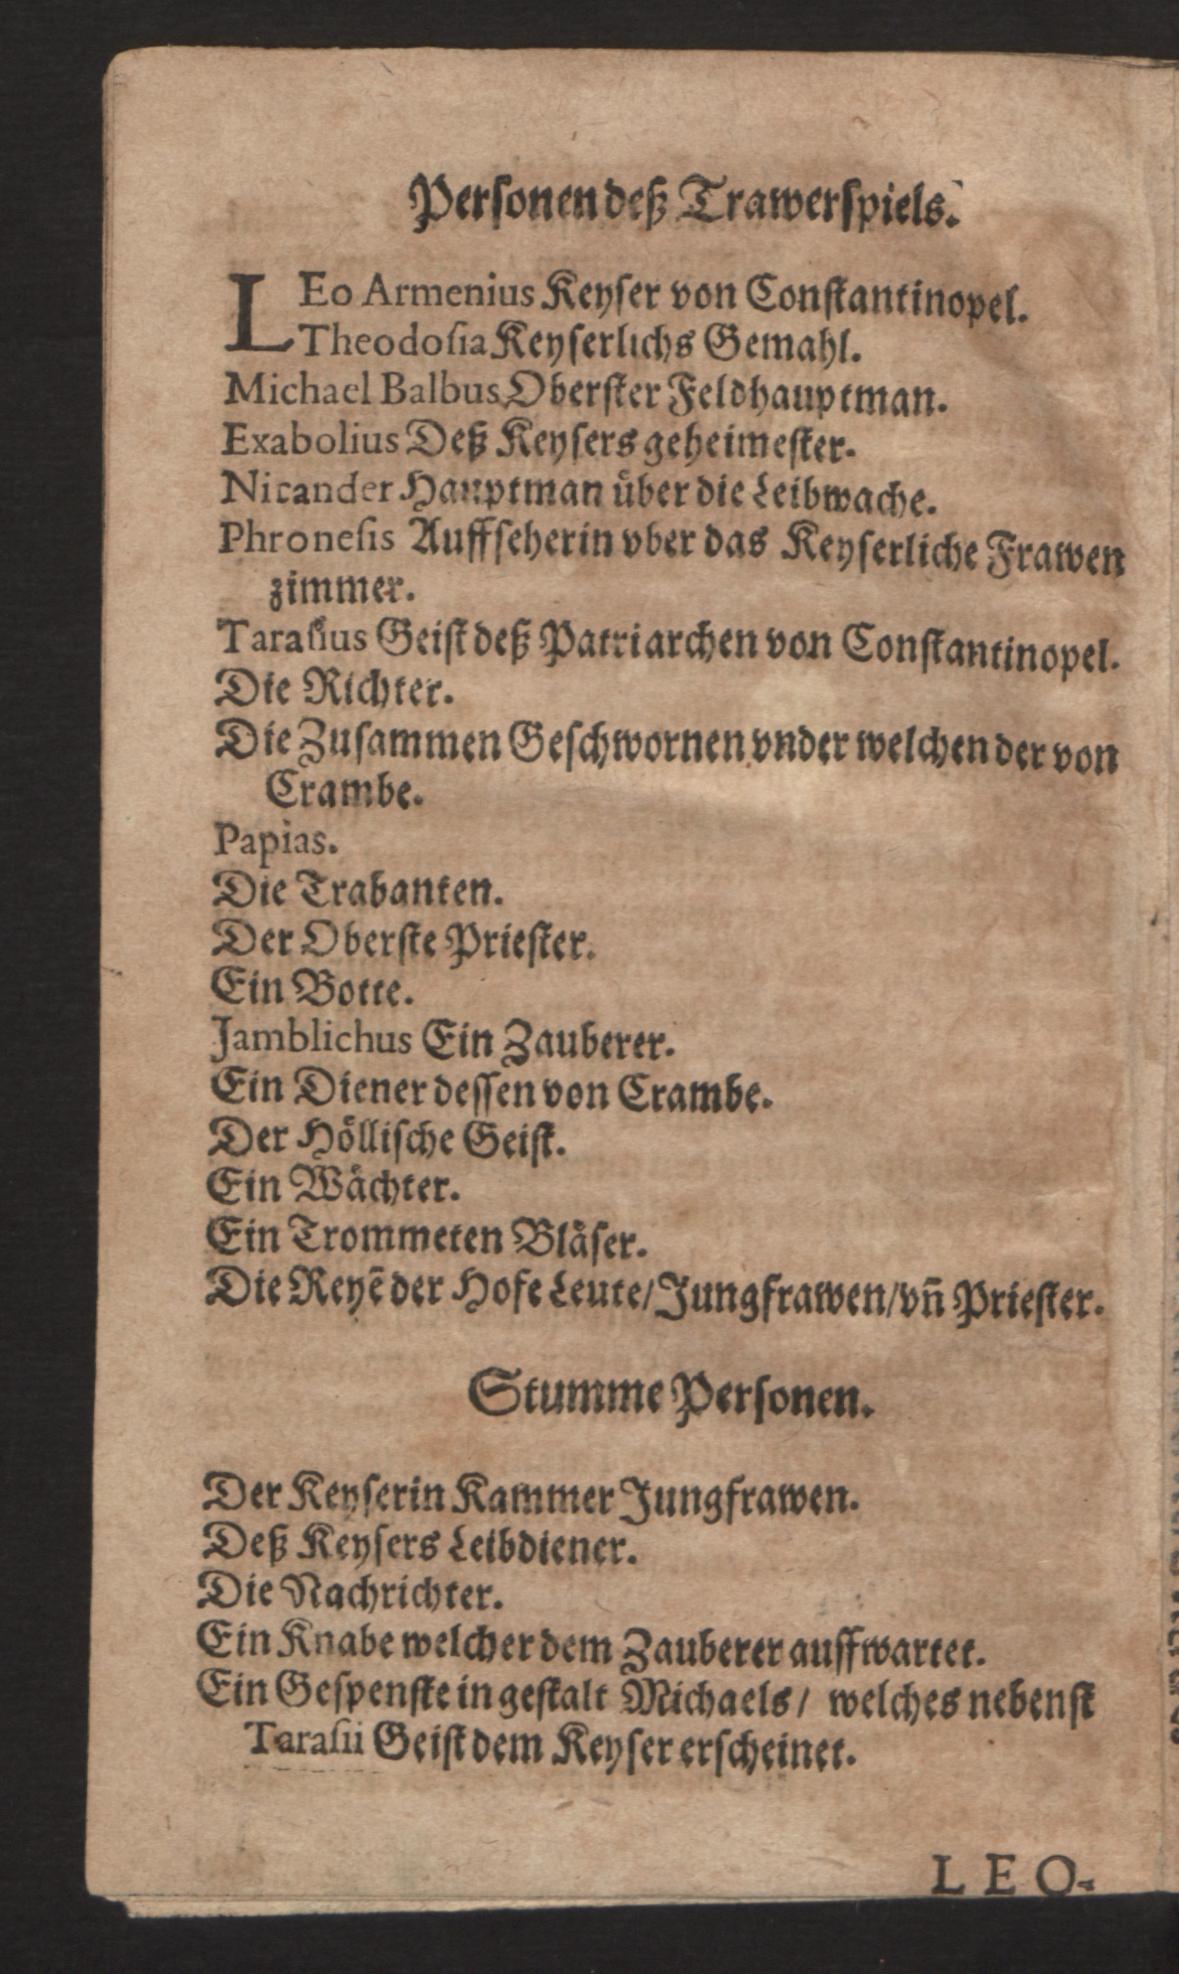 Personen deß Trawerspiels.
LEo Armenius Keyser von Constantinopel.
Theodosia Keyserlichs Gemahl.
Michael Balbus Oberster Feldhauptman.
Exabolius Deß Keysers geheimester.
Nicander Hauptman über die Leibwache.
Phronesis Auffseherin vber das Keyserliche Frawen
zimmer.
Tarasius Geist deß Patriarchen von Constantinopel.
Die Richter.
Die Zusammen Geschwornen vnder welchen der von
Crambe.
Papias.
Die Trabanten.
Der Oberste Priester.
Ein Botte.
Jamblichus Ein Zauberer.
Ein Diener dessen von Crambe.
Der Höllische Geist.
Ein Wächter.
Ein Trommeten Bläser.
Die Reyē der Hofe Leute/ Jungfrawen/ vn̄ Priester.
Stumme Personen.
Der Keyserin Kammer Jungfrawen.
Deß Keysers Leibdiener.
Die Nachrichter.
Ein Knabe welcher dem Zauberer auffwartet.
Ein Gespenste in gestalt Michaels/ welches nebenst
Tarasii Geist dem Keyser erscheinet.
LEO-